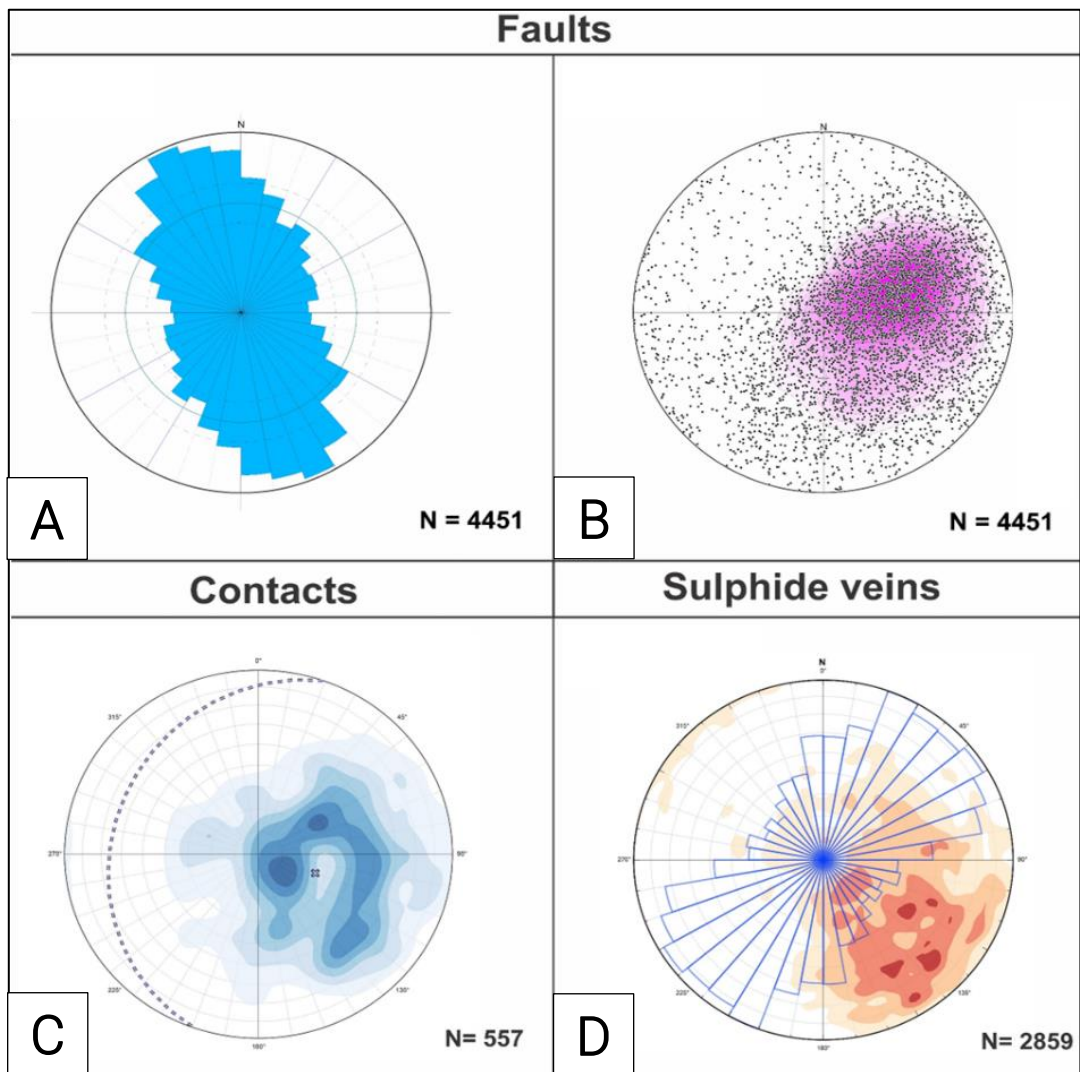 Faults
N
N
A
N = 4451
B
N = 4451
Contacts
Sulphide veins
0°
315°
45°
270°
90°
225°
135°
180°
C
N= 557
N
0°
315°
45°
270°
90°
225°
135°
180°
D
N= 2859